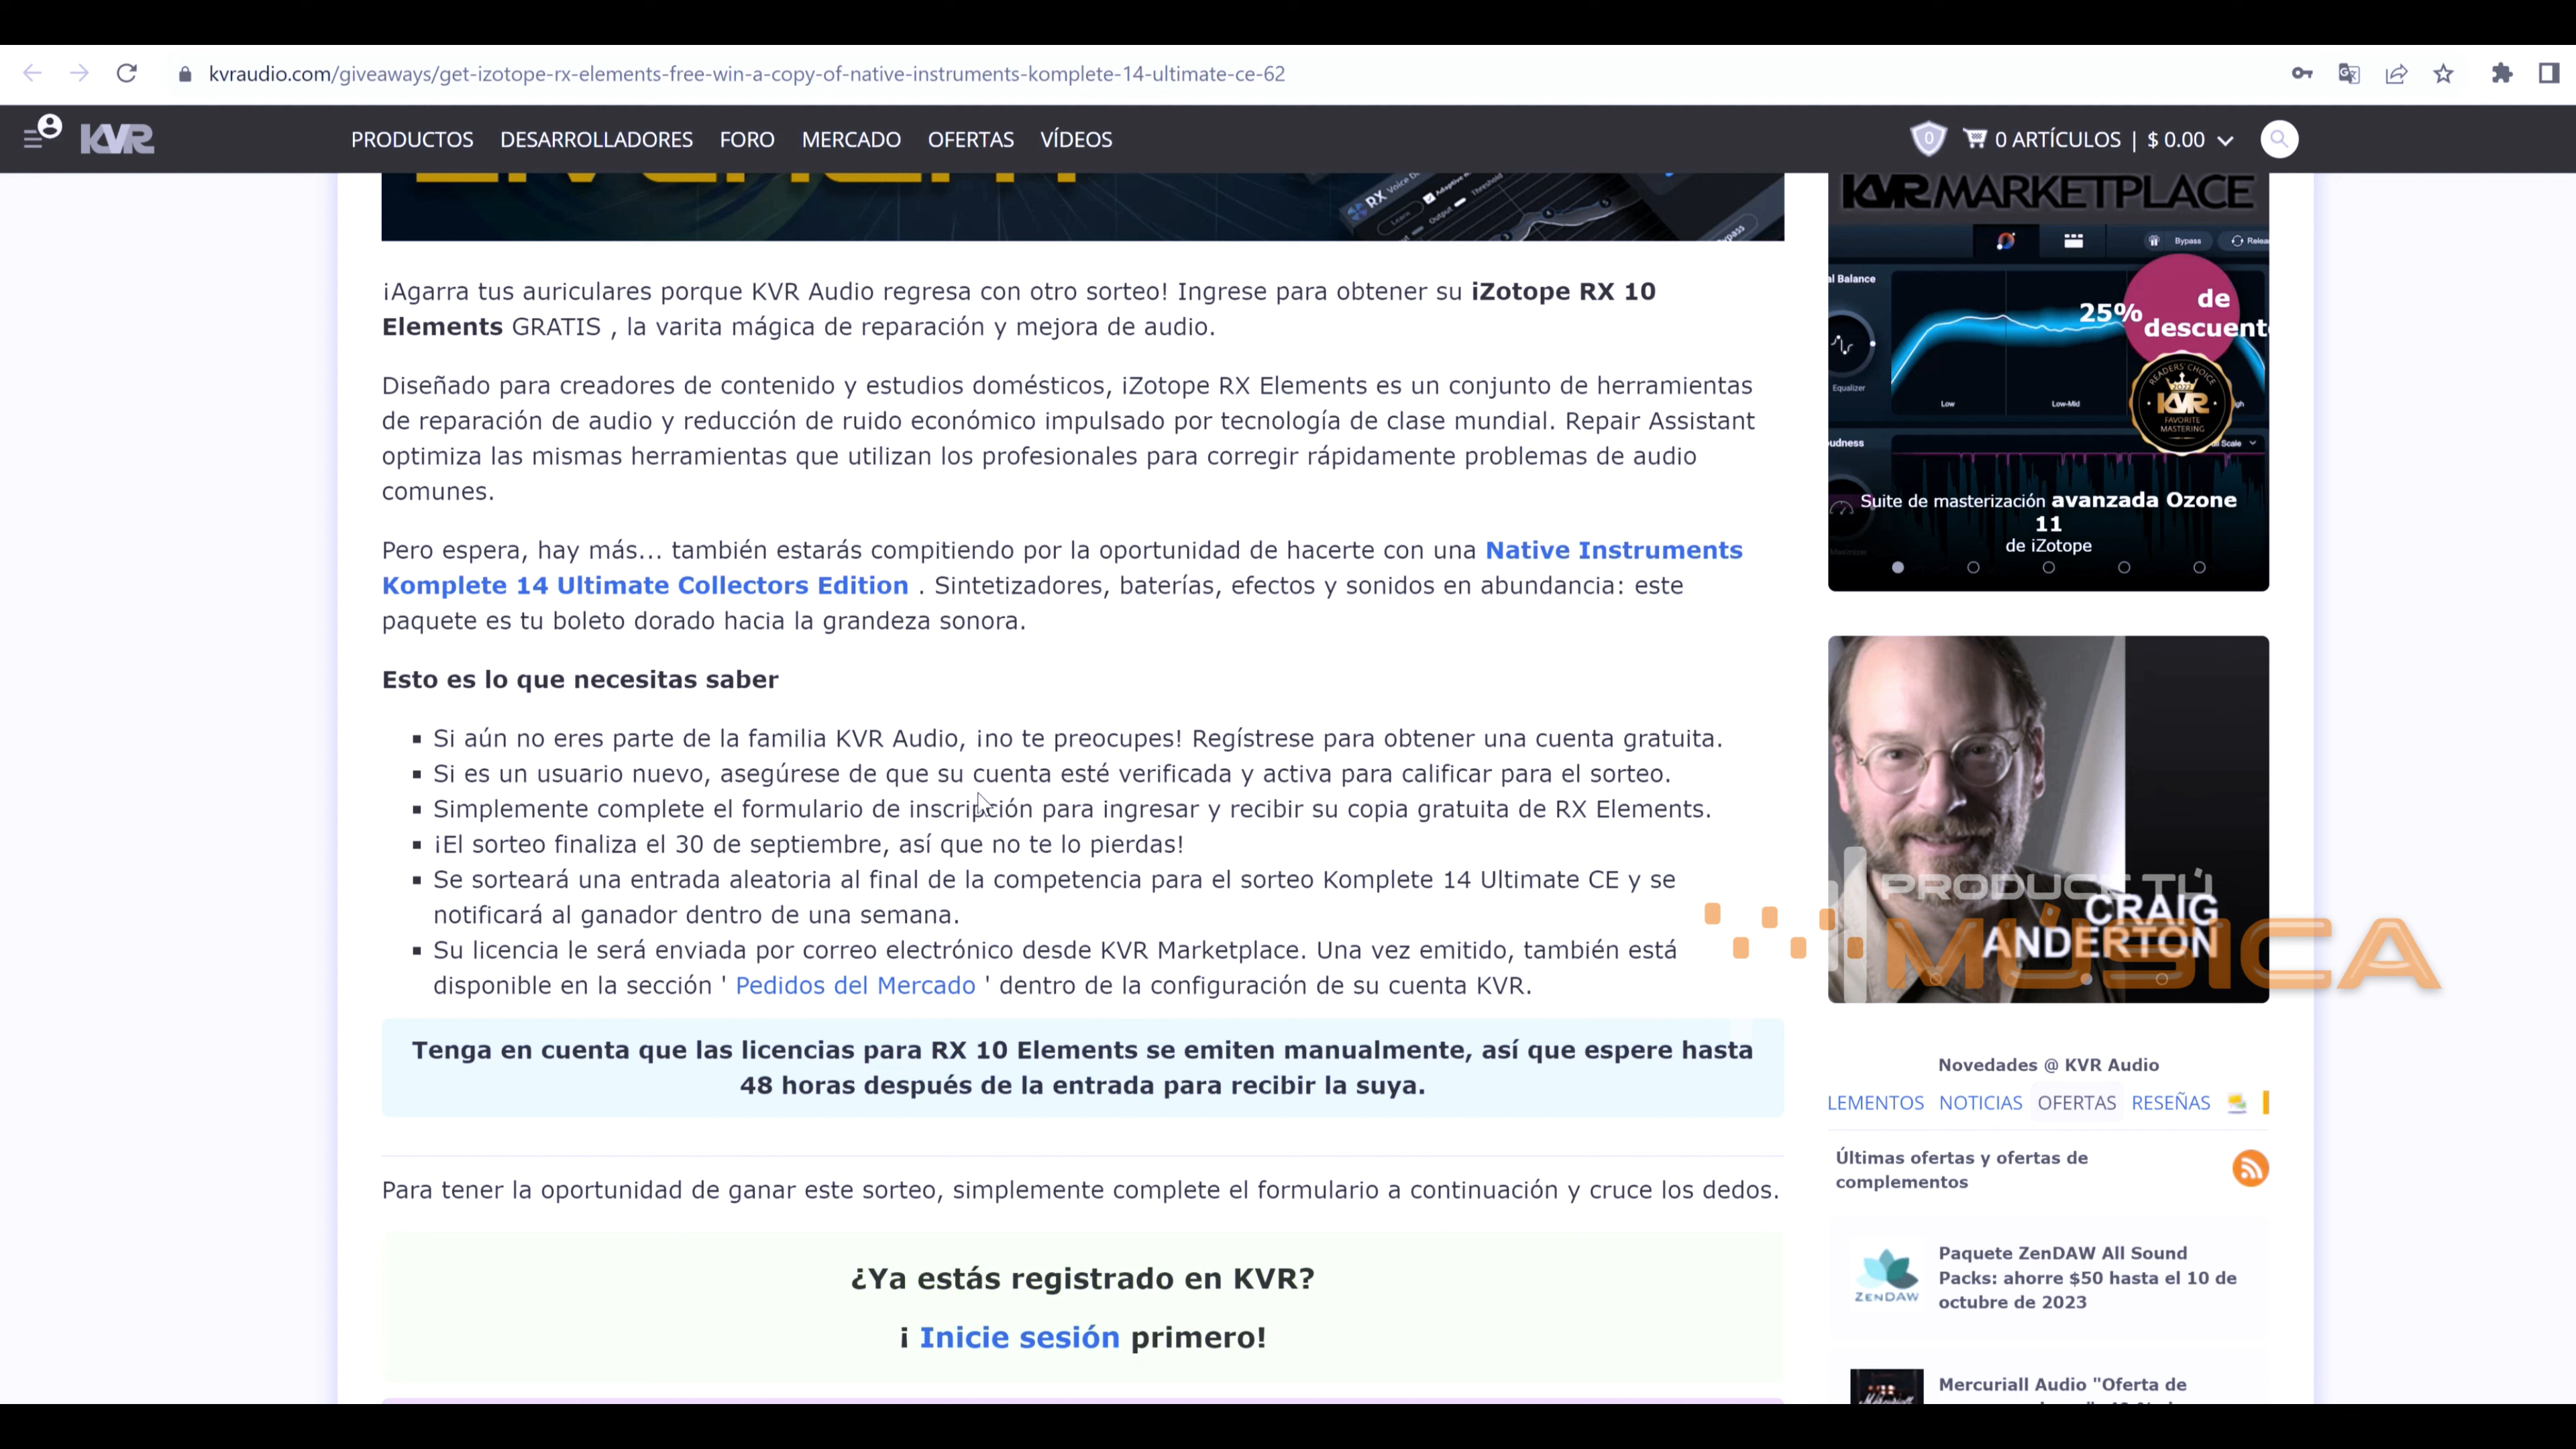 kvraudio.com/giveaways/get-izotope-rx-elements-free-win-a-copy-of-native-instruments-komplete-14-ultimate-ce-62
KVR
PRODUCTOS DESARROLLADORES FORO MERCADO OFERTAS VÍDEOS
0 0 ARTÍCULOS | $ 0.00
¡Agarra tus auriculares porque KVR Audio regresa con otro sorteo! Ingrese para obtener su iZotope RX 10
Elements GRATIS , la varita mágica de reparación y mejora de audio.
Diseñado para creadores de contenido y estudios domésticos, iZotope RX Elements es un conjunto de herramientas
de reparación de audio y reducción de ruido económico impulsado por tecnología de clase mundial. Repair Assistant
optimiza las mismas herramientas que utilizan los profesionales para corregir rápidamente problemas de audio
comunes.
Pero espera, hay más... también estarás compitiendo por la oportunidad de hacerte con una Native Instruments
Komplete 14 Ultimate Collectors Edition . Sintetizadores, baterías, efectos y sonidos en abundancia: este
paquete es tu boleto dorado hacia la grandeza sonora.
Esto es lo que necesitas saber
▪ Si aún no eres parte de la familia KVR Audio, ¡no te preocupes! Regístrese para obtener una cuenta gratuita.
▪ Si es un usuario nuevo, asegúrese de que su cuenta esté verificada y activa para calificar para el sorteo.
▪ Simplemente complete el formulario de inscripción para ingresar y recibir su copia gratuita de RX Elements.
▪ ¡El sorteo finaliza el 30 de septiembre, así que no te lo pierdas!
▪ Se sorteará una entrada aleatoria al final de la competencia para el sorteo Komplete 14 Ultimate CE y se
notificará al ganador dentro de una semana.
▪ Su licencia le será enviada por correo electrónico desde KVR Marketplace. Una vez emitido, también está
disponible en la sección ' Pedidos del Mercado ' dentro de la configuración de su cuenta KVR.
Tenga en cuenta que las licencias para RX 10 Elements se emiten manualmente, así que espere hasta
48 horas después de la entrada para recibir la suya.
Para tener la oportunidad de ganar este sorteo, simplemente complete el formulario a continuación y cruce los dedos.
¿Ya estás registrado en KVR?
¡ Inicie sesión primero!
RX Voice De
Learn
Adaptive
Output
Threshold
KVRMARKETPLACE
Bypass
al Balance
25% de
descuent
Equalizer
Low Low-Mid
READERS' CHOICE
2022
KVR
FAVORITE
MASTERING
oudness
Scale
Suite de masterización avanzada Ozone
11
de iZotope
PRODUCE TÚ
MÚSICA
CRAIG
ANDERTON
Novedades @ KVR Audio
LEMENTOS NOTICIAS OFERTAS RESEÑAS
Últimas ofertas y ofertas de
complementos
ZENDAW
Paquete ZenDAW All Sound
Packs: ahorre $50 hasta el 10 de
octubre de 2023
Mercuriall Audio "Oferta de